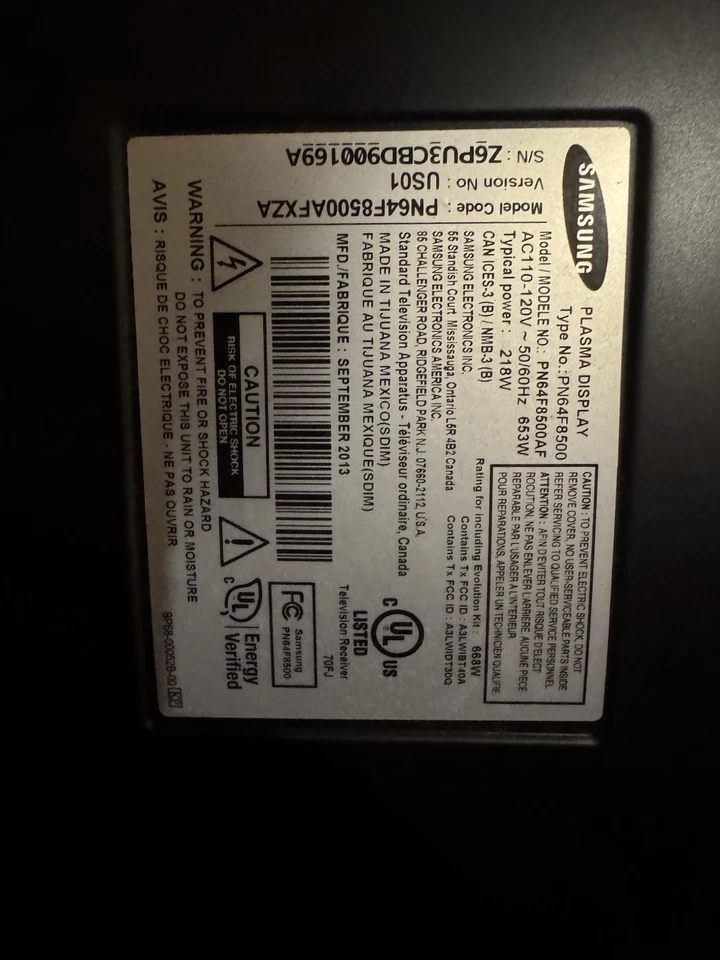 SAMSUNG
PLASMA DISPLAY
Type No.:PN64F8500
Model / MODELE NO.: PN64F8500AF
AC110-120V ~ 50/60Hz 653W
Typical power : 218W
CAN ICES-3 (B) / NMB-3 (B)
SAMSUNG ELECTRONICS INC.
55 Standish Court Mississauga, Ontario L5R 4B2 Canada
SAMSUNG ELECTRONICS AMERICA INC.
85 CHALLENGER ROAD, RIDGEFIELD PARK N.J. 07660-2112, U.S.A.
Standard Television Apparatus - Téléviseur ordinaire, Canada
MADE IN TIJUANA MEXICO(SDIM)
FABRIQUE AU TIJUANA MEXIQUE(SDIM)
MFD./FABRIQUE : SEPTEMBER 2013
CAUTION : TO PREVENT ELECTRIC SHOCK, DO NOT
REMOVE COVER, NO USER-SERVICEABLE PARTS INSIDE
REFER SERVICING TO QUALIFIED SERVICE PERSONNEL
ATTENTION : AFIN D'EVITER TOUT RISQUE D'ELECT
ROCUTION, NE PAS ENLEVER L'ARRIERE, AUCUNE PIECE
REPARABLE PAR L'USAGER A L'INTERIEUR
POUR REPARATIONS, APPELER UN TECHNICIEN QUALIFIE
Rating for including Evolution Kit : 668W
Contains Tx FCC ID : A3LWIBT40A
Contains Tx FCC ID : A3LWIDT30Q
C UL US
LISTED
70FJ
Television Receiver
Model Code : PN64F8500AFXZA
Version No : US01
S/N : Z6PU3CBD900169A
CAUTION
RISK OF ELECTRIC SHOCK
DO NOT OPEN
FC
Samsung
PN64F8500
C UL Energy
Verified
WARNING : TO PREVENT FIRE OR SHOCK HAZARD
DO NOT EXPOSE THIS UNIT TO RAIN OR MOISTURE
AVIS : RISQUE DE CHOC ELECTRIQUE - NE PAS OUVRIR
BP68-00652B-00